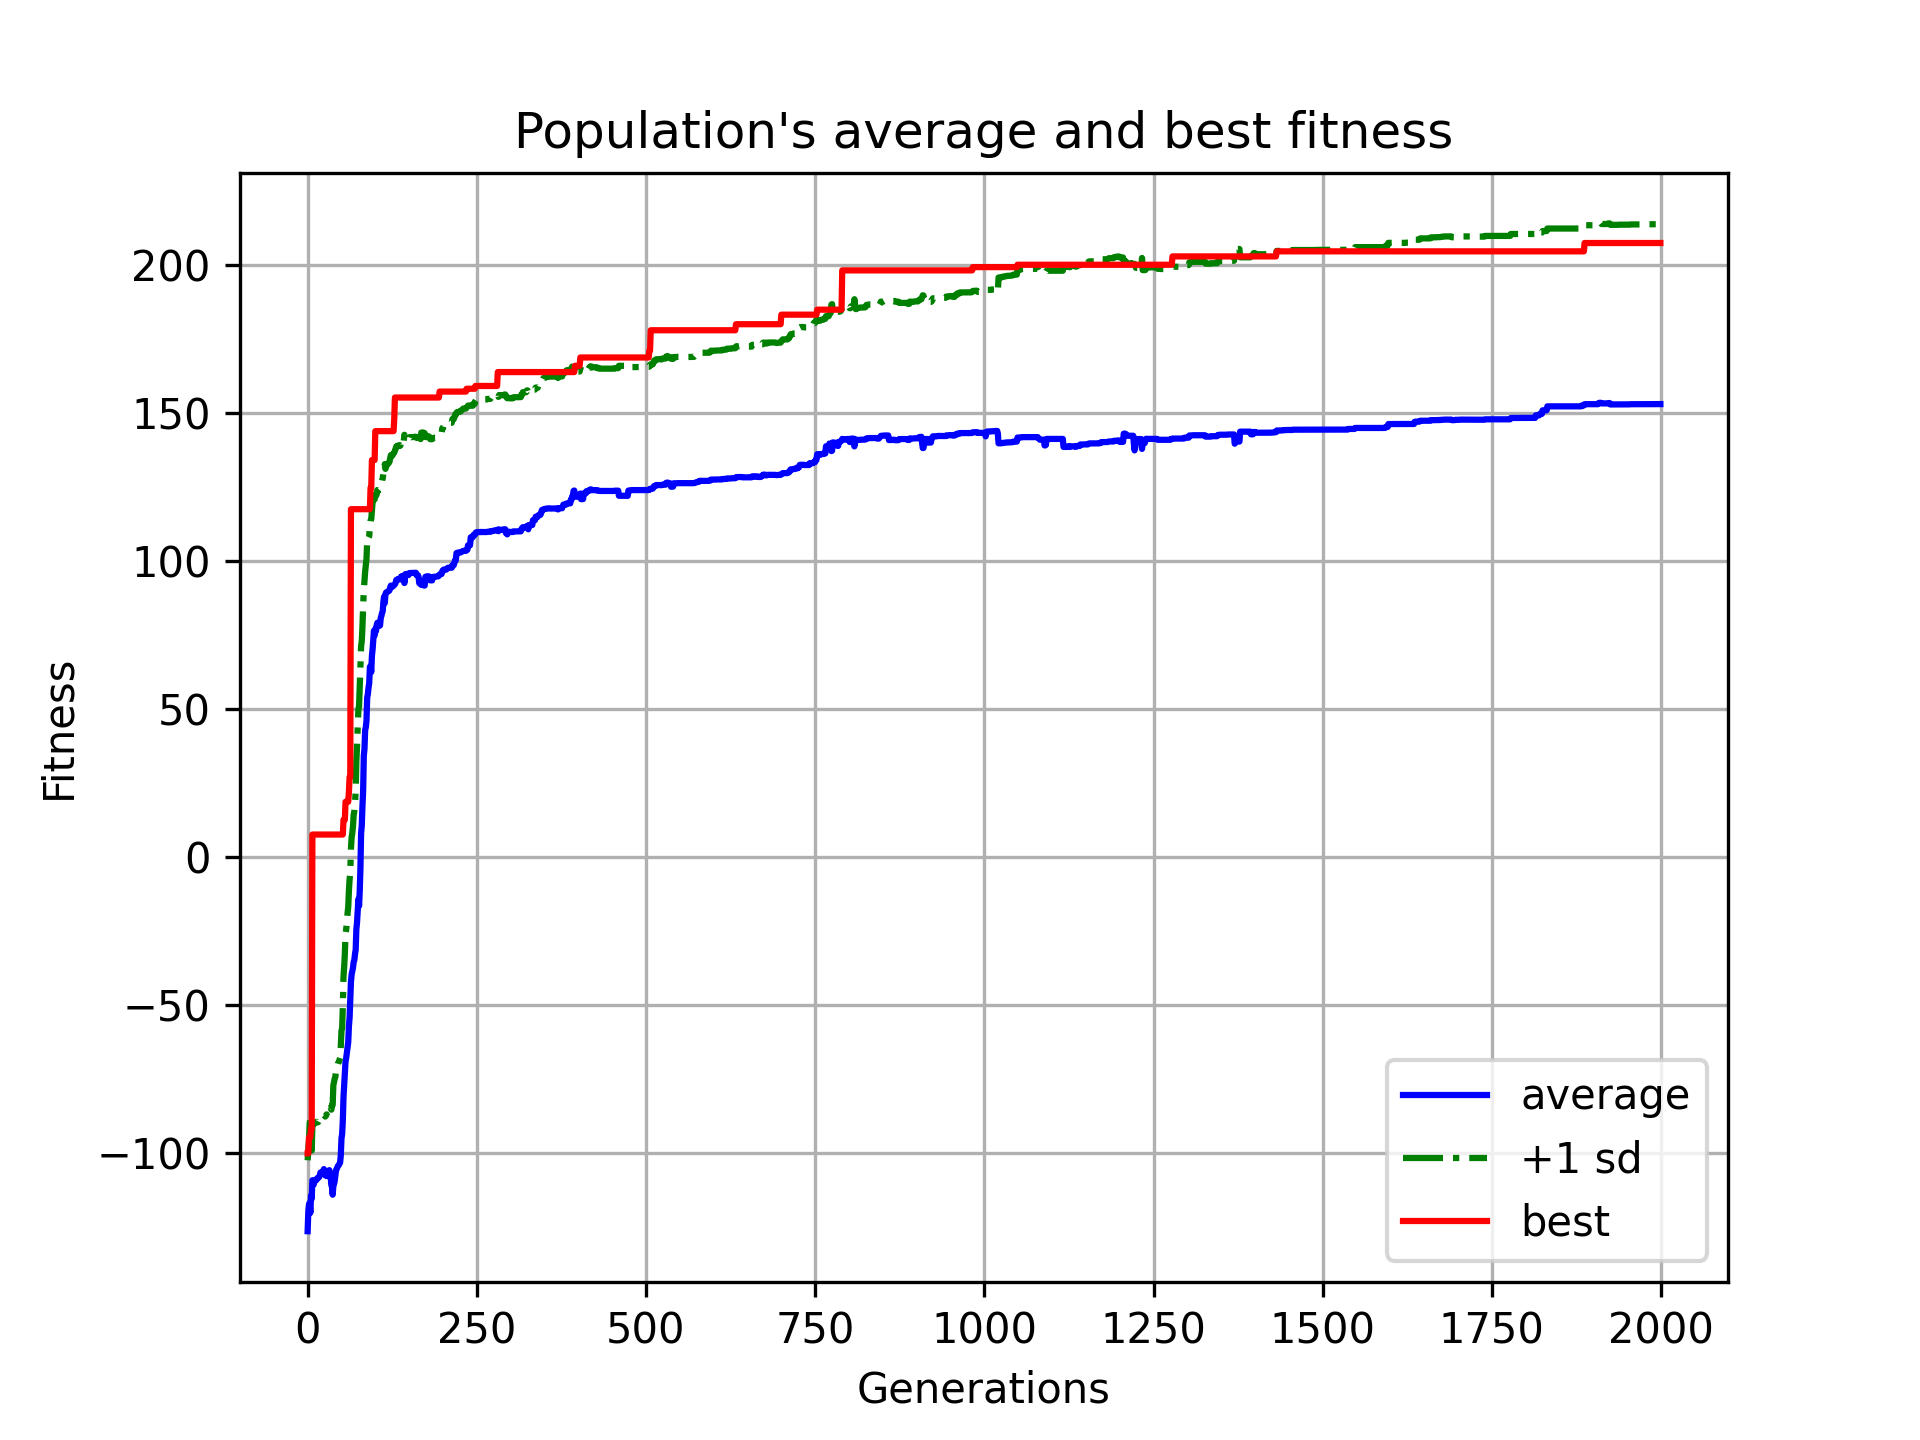 Population's average and best fitness
Fitness
200
150
100
50
0
−50
−100
0 250 500 750 1000 1250 1500 1750 2000
Generations
average
+1 sd
best